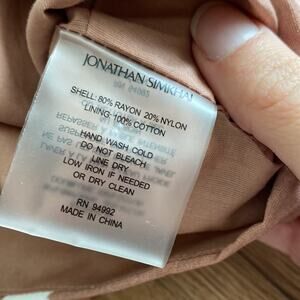 JONATHAN SIMKHAI
SHELL: 80% RAYON 20% NYLON
LINING: 100% COTTON
HAND WASH COLD
DO NOT BLEACH
LINE DRY
LOW IRON IF NEEDED
OR DRY CLEAN
RN 94992
MADE IN CHINA